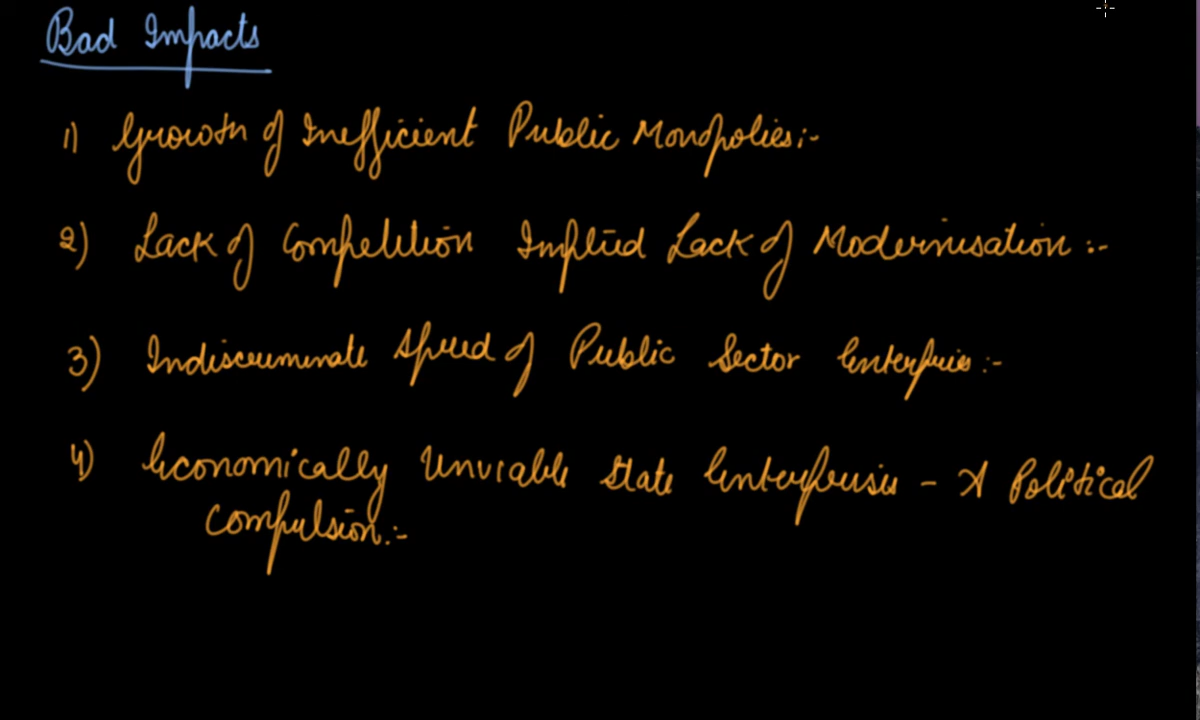 Bad Impacts
1) Growth of Inefficient Public Monopolies:-
2) Lack of Competition Implied Lack of Modernisation :-
3) Indiscriminate Spread of Public Sector Enterprises :-
4) Economically Unviable State Enterprises - A Political
Compulsion:-